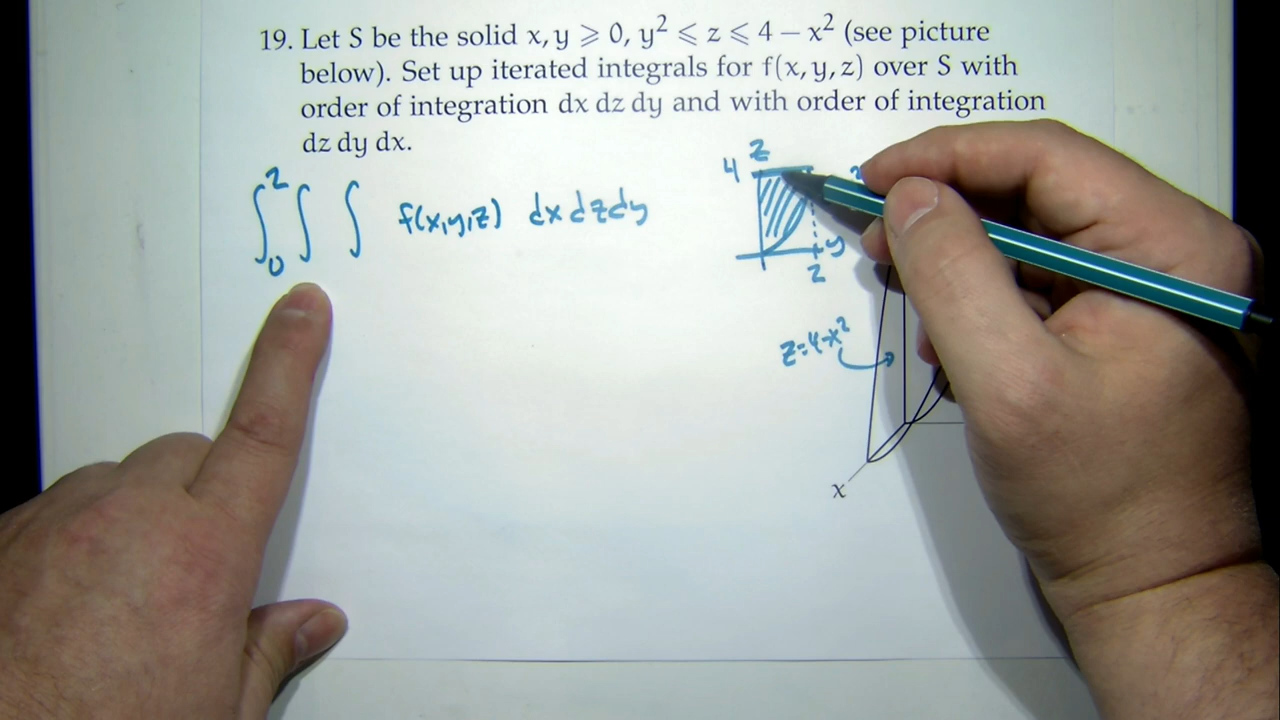 19. Let S be the solid x, y ⩾ 0, y² ⩽ z ⩽ 4 − x² (see picture
below). Set up iterated integrals for f(x, y, z) over S with
order of integration dx dz dy and with order of integration
dz dy dx.
∫₀² ∫ ∫ f(x,y,z) dx dz dy
z
4
y
2
z=4-x²
x